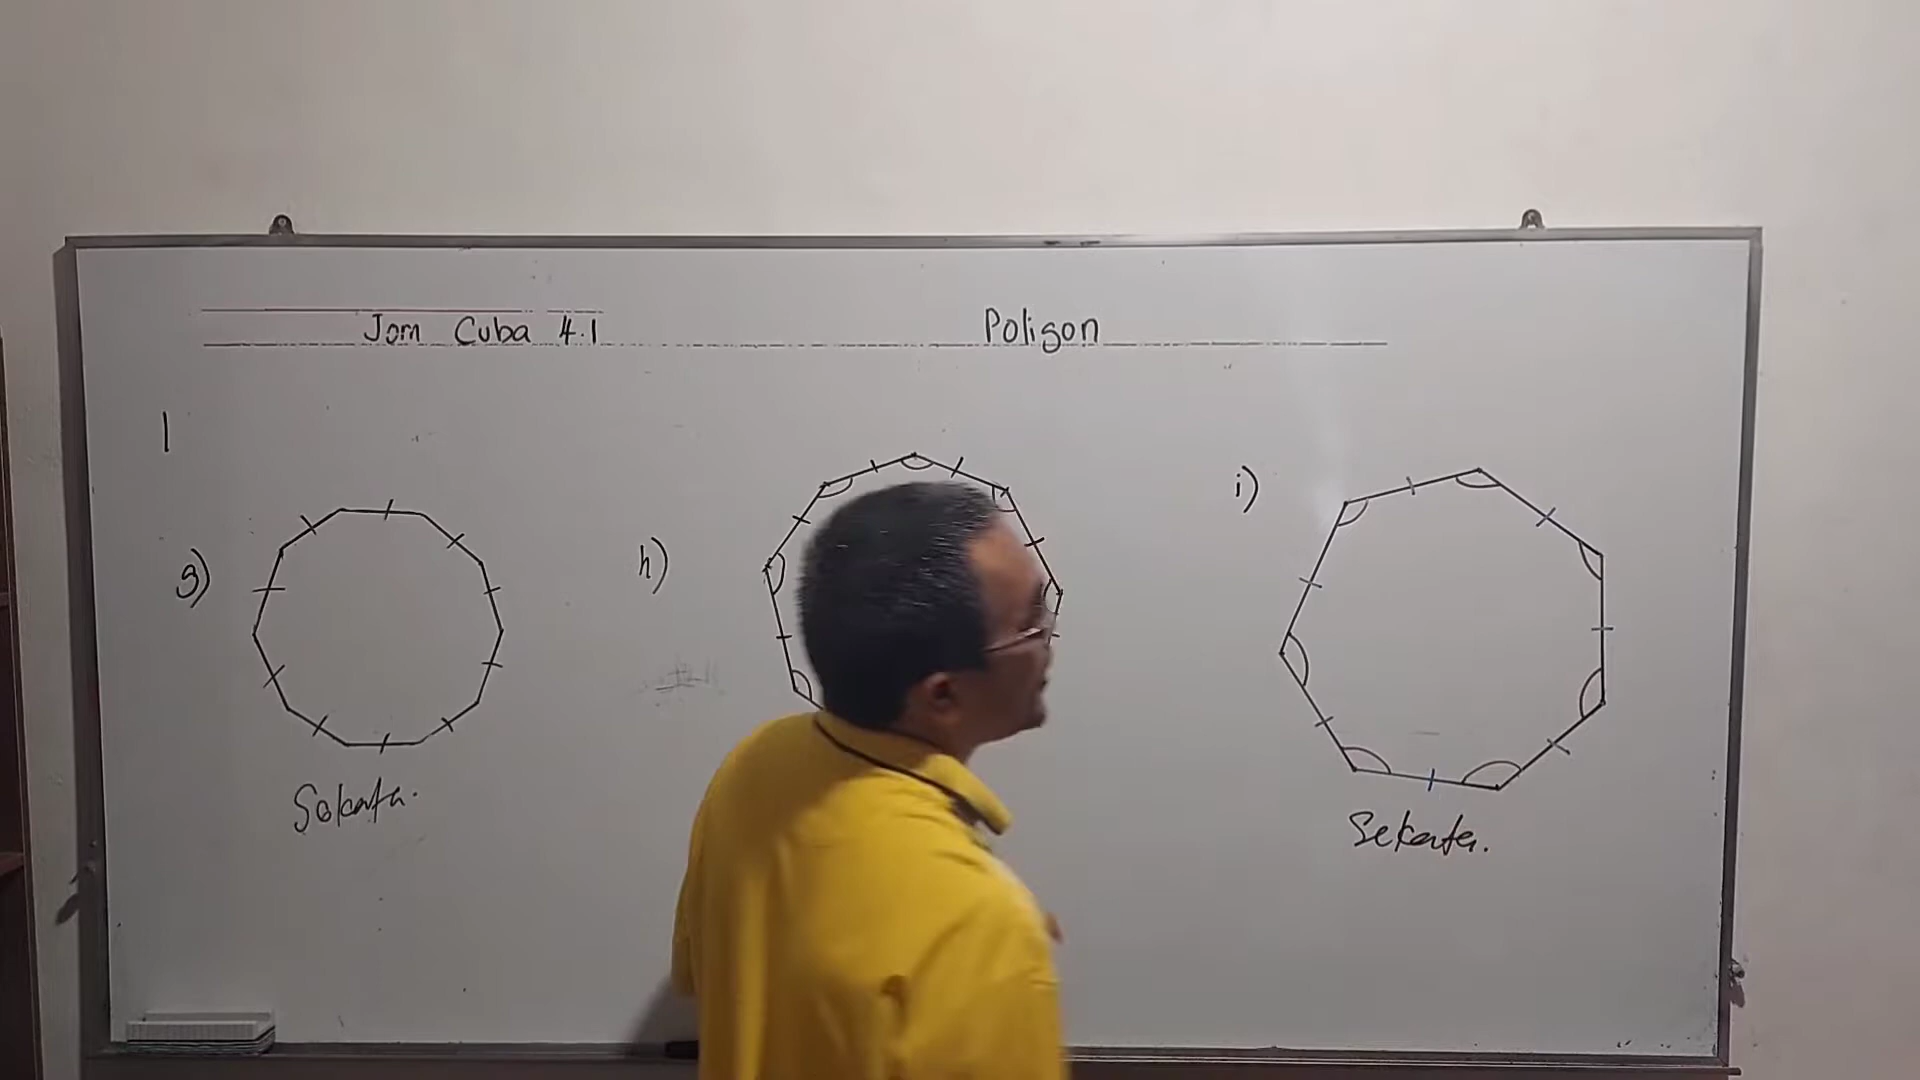 Jom Cuba 4.1 Poligon
1
g)
h)
i)
Sekata.
Sekata.